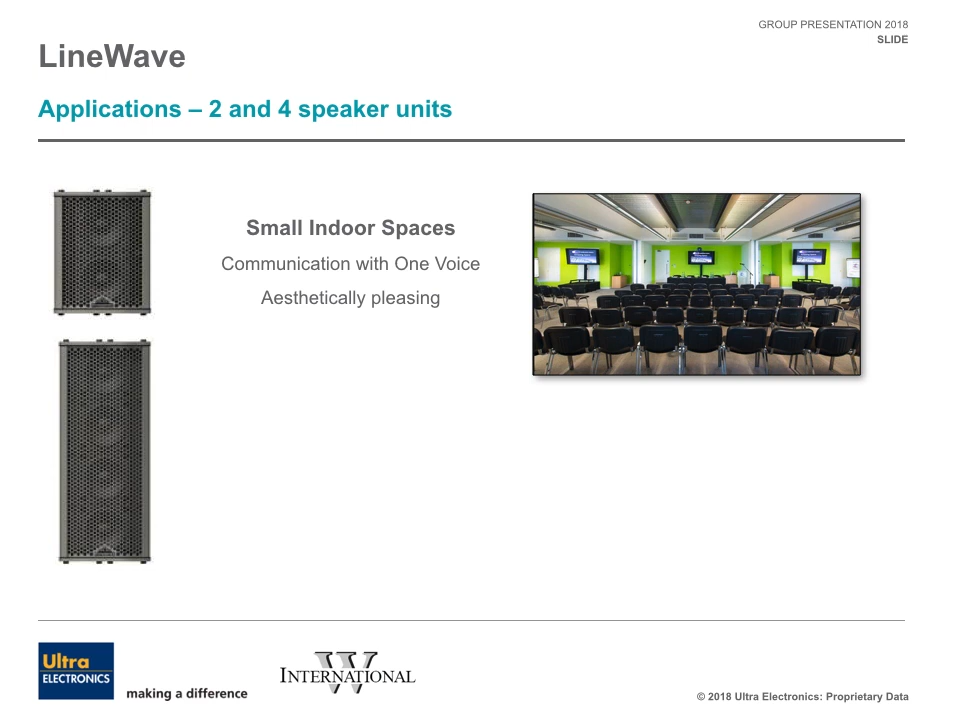 GROUP PRESENTATION 2018
SLIDE
LineWave
Applications – 2 and 4 speaker units
Small Indoor Spaces
Communication with One Voice
Aesthetically pleasing
Ultra
ELECTRONICS
making a difference
W
INTERNATIONAL
© 2018 Ultra Electronics: Proprietary Data